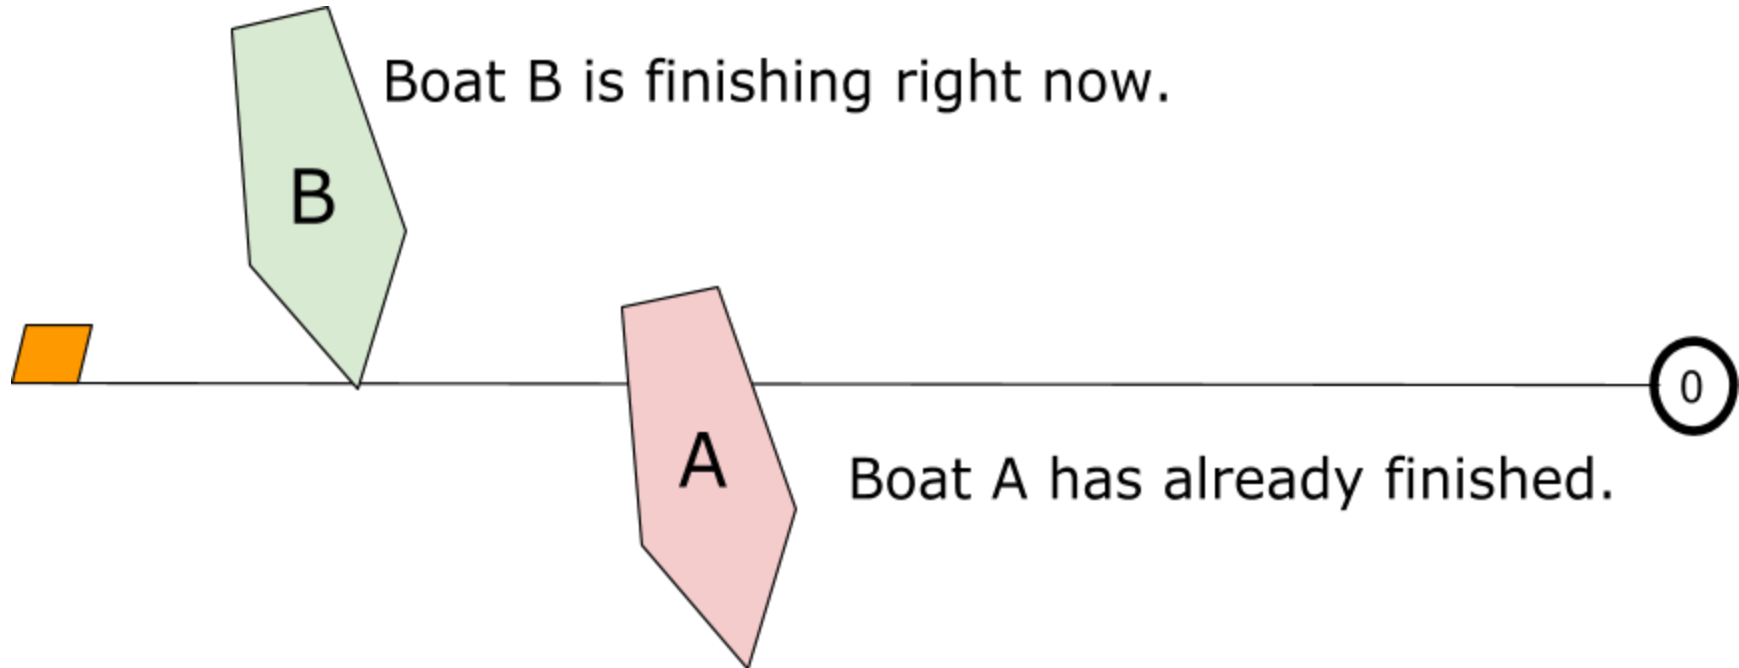 Boat B is finishing right now.
B
A
0
Boat A has already finished.